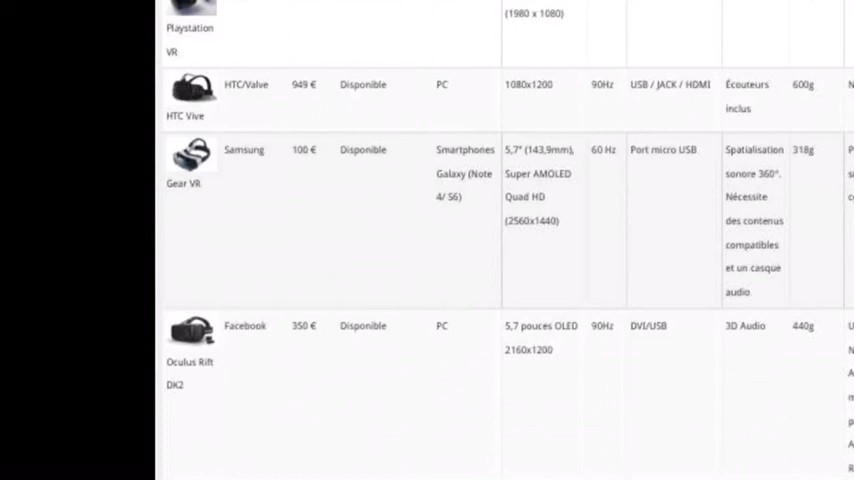 (1980 x 1080)
Playstation
VR
HTC/Valve 949 € Disponible PC 1080x1200 90Hz USB / JACK / HDMI Écouteurs 600g N
inclus
HTC Vive
Samsung 100 € Disponible Smartphones 5,7" (143,9mm), 60 Hz Port micro USB Spatialisation 318g P
Galaxy (Note Super AMOLED sonore 360°.
Gear VR
4/ S6) Quad HD Nécessite
(2560x1440) des contenus
compatibles
et un casque
audio
Facebook 350 € Disponible PC 5,7 pouces OLED 90Hz DVI/USB 3D Audio 440g U
2160x1200 N
Oculus Rift
A
DK2
m
p
A
R